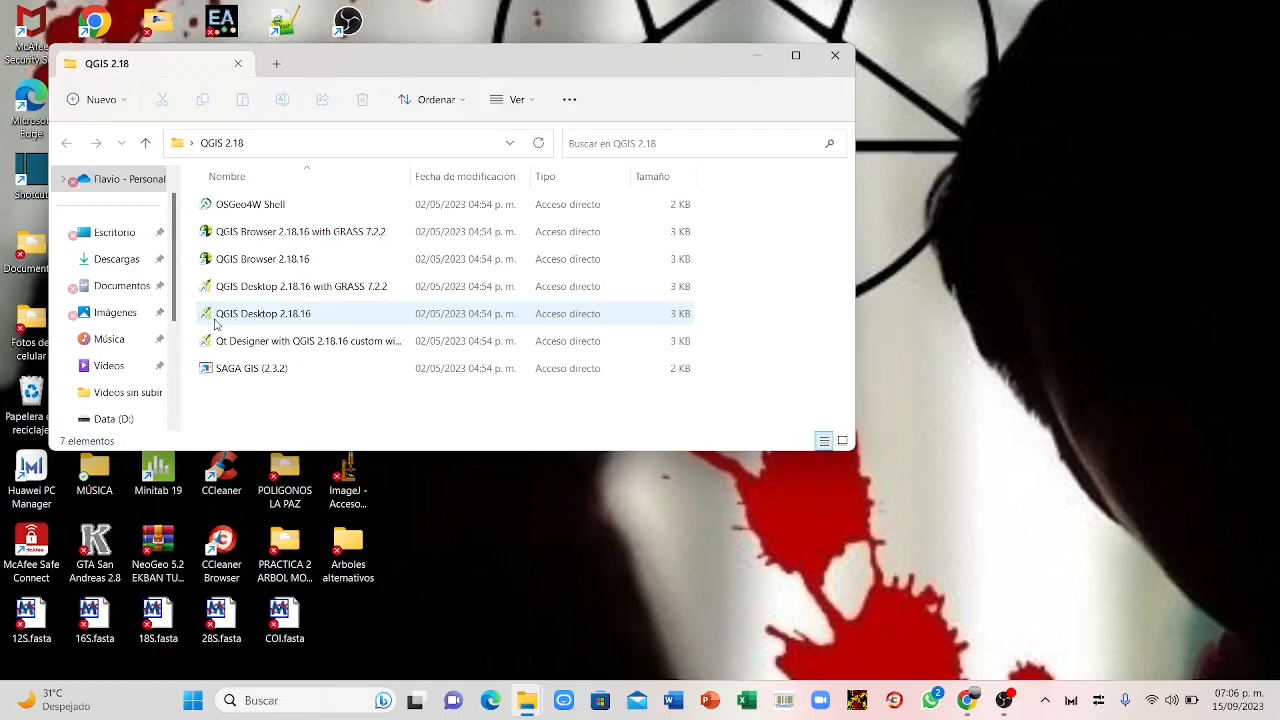 McAfee
Security S...
QGIS 2.18
Nuevo
Ordenar
Ver
QGIS 2.18
Buscar en QGIS 2.18
Microso
Edge
Flavio - Personal
Nombre
Fecha de modificación
Tipo
Tamaño
OSGeo4W Shell 02/05/2023 04:54 p. m. Acceso directo 2 KB
QGIS Browser 2.18.16 with GRASS 7.2.2 02/05/2023 04:54 p. m. Acceso directo 3 KB
QGIS Browser 2.18.16 02/05/2023 04:54 p. m. Acceso directo 3 KB
QGIS Desktop 2.18.16 with GRASS 7.2.2 02/05/2023 04:54 p. m. Acceso directo 3 KB
QGIS Desktop 2.18.16 02/05/2023 04:54 p. m. Acceso directo 3 KB
Qt Designer with QGIS 2.18.16 custom wi... 02/05/2023 04:54 p. m. Acceso directo 3 KB
SAGA GIS (2.3.2) 02/05/2023 04:54 p. m. Acceso directo 2 KB
Escritorio
Descargas
Documentos
Imágenes
Música
Videos
Videos sin subir
Data (D:)
7 elementos
Shortcut
Document
Fotos de
celular
Papelera d
reciclaje
Huawei PC
Manager
MÚSICA
Minitab 19
CCleaner
POLIGONOS
LA PAZ
ImageJ -
Acceso...
McAfee Safe
Connect
GTA San
Andreas 2.8
NeoGeo 5.2
EKBAN TU...
CCleaner
Browser
PRACTICA 2
ARBOL MO...
Arboles
alternativos
12S.fasta
16S.fasta
18S.fasta
28S.fasta
COI.fasta
31°C
Despejado
Buscar
2
07:06 p. m.
15/09/2023